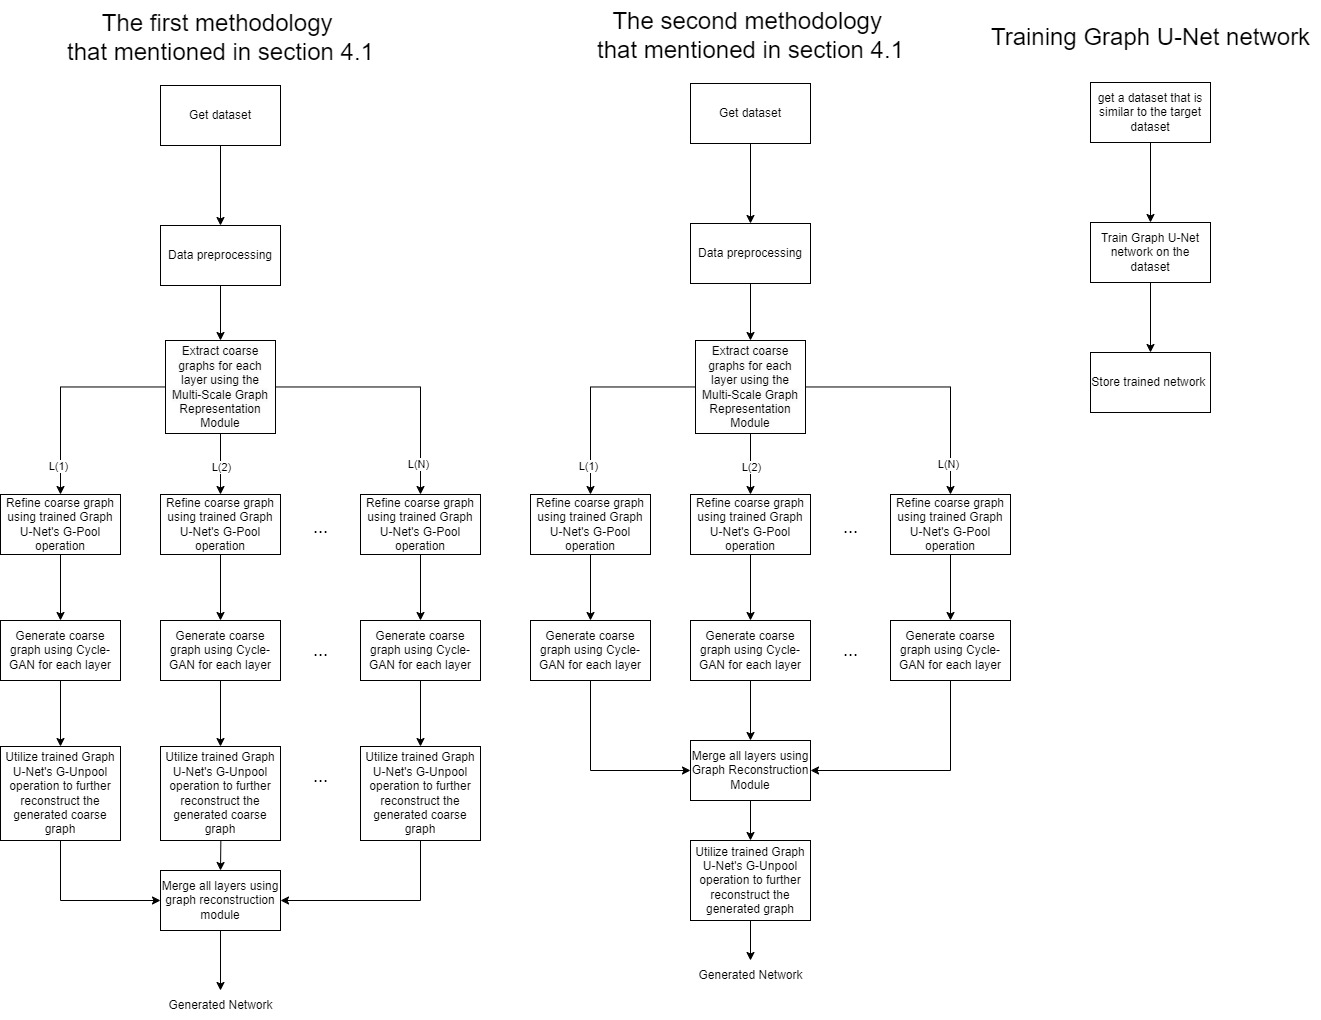 The first methodology
that mentioned in section 4.1
Get dataset
Data preprocessing
Extract coarse
graphs for each
layer using the
Multi-Scale Graph
Representation
Module
L(1)
L(2)
L(N)
Refine coarse graph
using trained Graph
U-Net's G-Pool
operation
Refine coarse graph
using trained Graph
U-Net's G-Pool
operation
...
Refine coarse graph
using trained Graph
U-Net's G-Pool
operation
Generate coarse
graph using Cycle-
GAN for each layer
Generate coarse
graph using Cycle-
GAN for each layer
...
Generate coarse
graph using Cycle-
GAN for each layer
Utilize trained Graph
U-Net's G-Unpool
operation to further
reconstruct the
generated coarse
graph
Utilize trained Graph
U-Net's G-Unpool
operation to further
reconstruct the
generated coarse
graph
...
Utilize trained Graph
U-Net's G-Unpool
operation to further
reconstruct the
generated coarse
graph
Merge all layers using
graph reconstruction
module
Generated Network
The second methodology
that mentioned in section 4.1
Get dataset
Data preprocessing
Extract coarse
graphs for each
layer using the
Multi-Scale Graph
Representation
Module
L(1)
L(2)
L(N)
Refine coarse graph
using trained Graph
U-Net's G-Pool
operation
Refine coarse graph
using trained Graph
U-Net's G-Pool
operation
...
Refine coarse graph
using trained Graph
U-Net's G-Pool
operation
Generate coarse
graph using Cycle-
GAN for each layer
Generate coarse
graph using Cycle-
GAN for each layer
...
Generate coarse
graph using Cycle-
GAN for each layer
Merge all layers using
Graph Reconstruction
Module
Utilize trained Graph
U-Net's G-Unpool
operation to further
reconstruct the
generated graph
Generated Network
Training Graph U-Net network
get a dataset that is
similar to the target
dataset
Train Graph U-Net
network on the
dataset
Store trained network